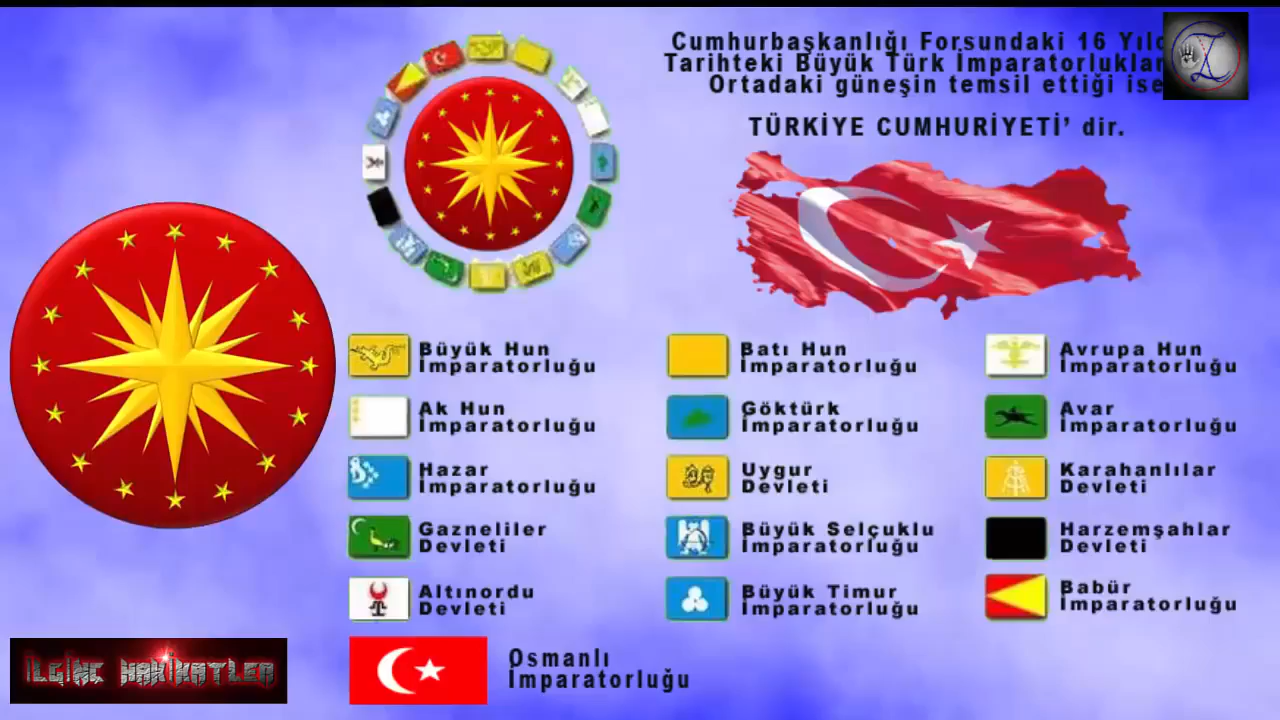 Cumhurbaşkanlığı Forsundaki 16
Tarihteki Büyük Türk
Ortadaki güneşin temsil ettiği ise
TÜRKİYE CUMHURİYETİ' dir.
Büyük Hun
İmparatorluğu
Batı Hun
İmparatorluğu
Avrupa Hun
İmparatorluğu
Ak Hun
İmparatorluğu
Göktürk
İmparatorluğu
Avar
İmparatorluğu
Hazar
İmparatorluğu
Uygur
Devleti
Karahanlılar
Devleti
Gazneliler
Devleti
Büyük Selçuklu
İmparatorluğu
Harzemşahlar
Devleti
Altınordu
Devleti
Büyük Timur
İmparatorluğu
Babür
İmparatorluğu
Osmanlı
İmparatorluğu
İLGİNÇ HAKİKATLER